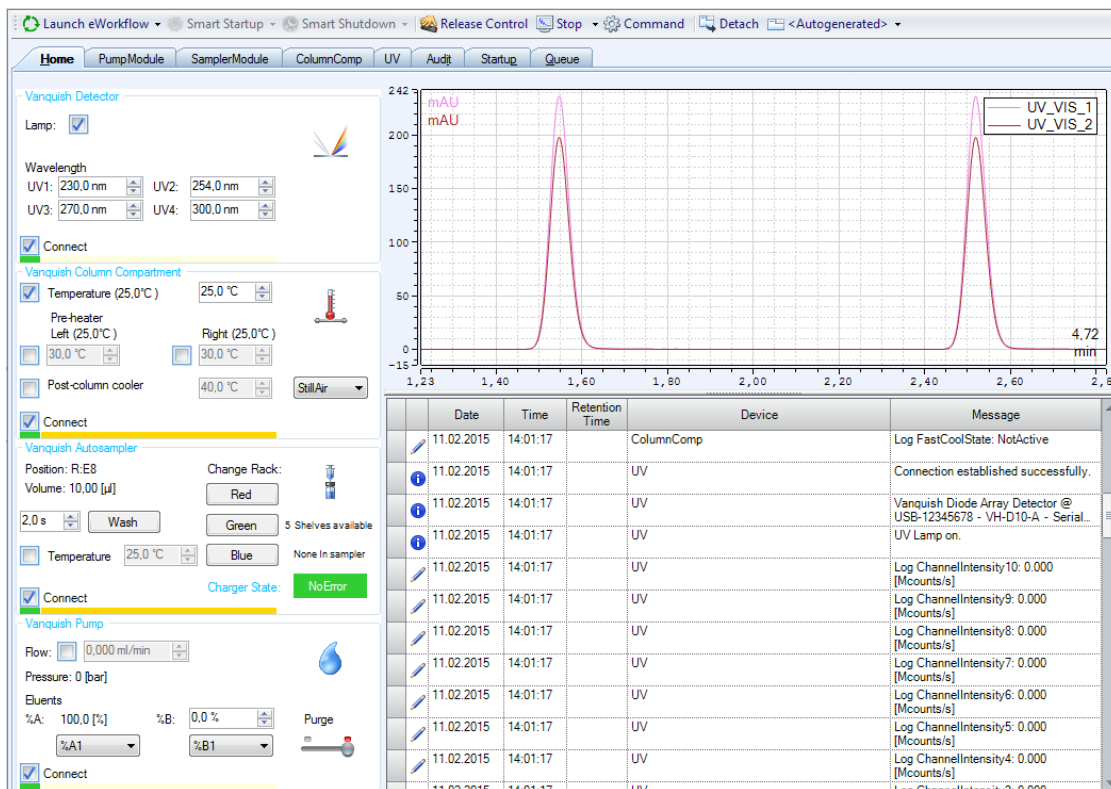 Launch eWorkflow Smart Startup Smart Shutdown Release Control Stop Command Detach <Autogenerated>
Home PumpModule SamplerModule ColumnComp UV Audit Startup Queue
Vanquish Detector
Lamp:
Wavelength
UV1: 230,0 nm UV2: 254,0 nm
UV3: 270,0 nm UV4: 300,0 nm
Connect
Vanquish Column Compartment
Temperature (25,0°C ) 25,0 °C
Pre-heater
Left (25,0°C ) Right (25,0°C )
30,0 °C 30,0 °C
Post-column cooler 40,0 °C StillAir
Connect
Vanquish Autosampler
Position: R:E8 Change Rack:
Volume: 10,00 [µl] Red
2,0 s Wash Green 5 Shelves available
Temperature 25,0 °C Blue None In sampler
Charger State: NoError
Connect
Vanquish Pump
Flow: 0,000 ml/min
Pressure: 0 [bar]
Eluents
%A: 100,0 [%] %B: 0,0 % Purge
%A1 %B1
Connect
242
mAU
mAU
UV_VIS_1
UV_VIS_2
200
150
100
50
0
-15
4.72
min
1,23 1,40 1,60 1,80 2,00 2,20 2,40 2,60 2,8
Date Time Retention Time Device Message
11.02.2015 14:01:17 ColumnComp Log FastCoolState: NotActive
11.02.2015 14:01:17 UV Connection established successfully.
11.02.2015 14:01:17 UV Vanquish Diode Array Detector @
USB-12345678 - VH-D10-A - Serial...
11.02.2015 14:01:17 UV UV Lamp on.
11.02.2015 14:01:17 UV Log ChannelIntensity10: 0.000
[Mcounts/s]
11.02.2015 14:01:17 UV Log ChannelIntensity9: 0.000
[Mcounts/s]
11.02.2015 14:01:17 UV Log ChannelIntensity8: 0.000
[Mcounts/s]
11.02.2015 14:01:17 UV Log ChannelIntensity7: 0.000
[Mcounts/s]
11.02.2015 14:01:17 UV Log ChannelIntensity6: 0.000
[Mcounts/s]
11.02.2015 14:01:17 UV Log ChannelIntensity5: 0.000
[Mcounts/s]
11.02.2015 14:01:17 UV Log ChannelIntensity4: 0.000
[Mcounts/s]